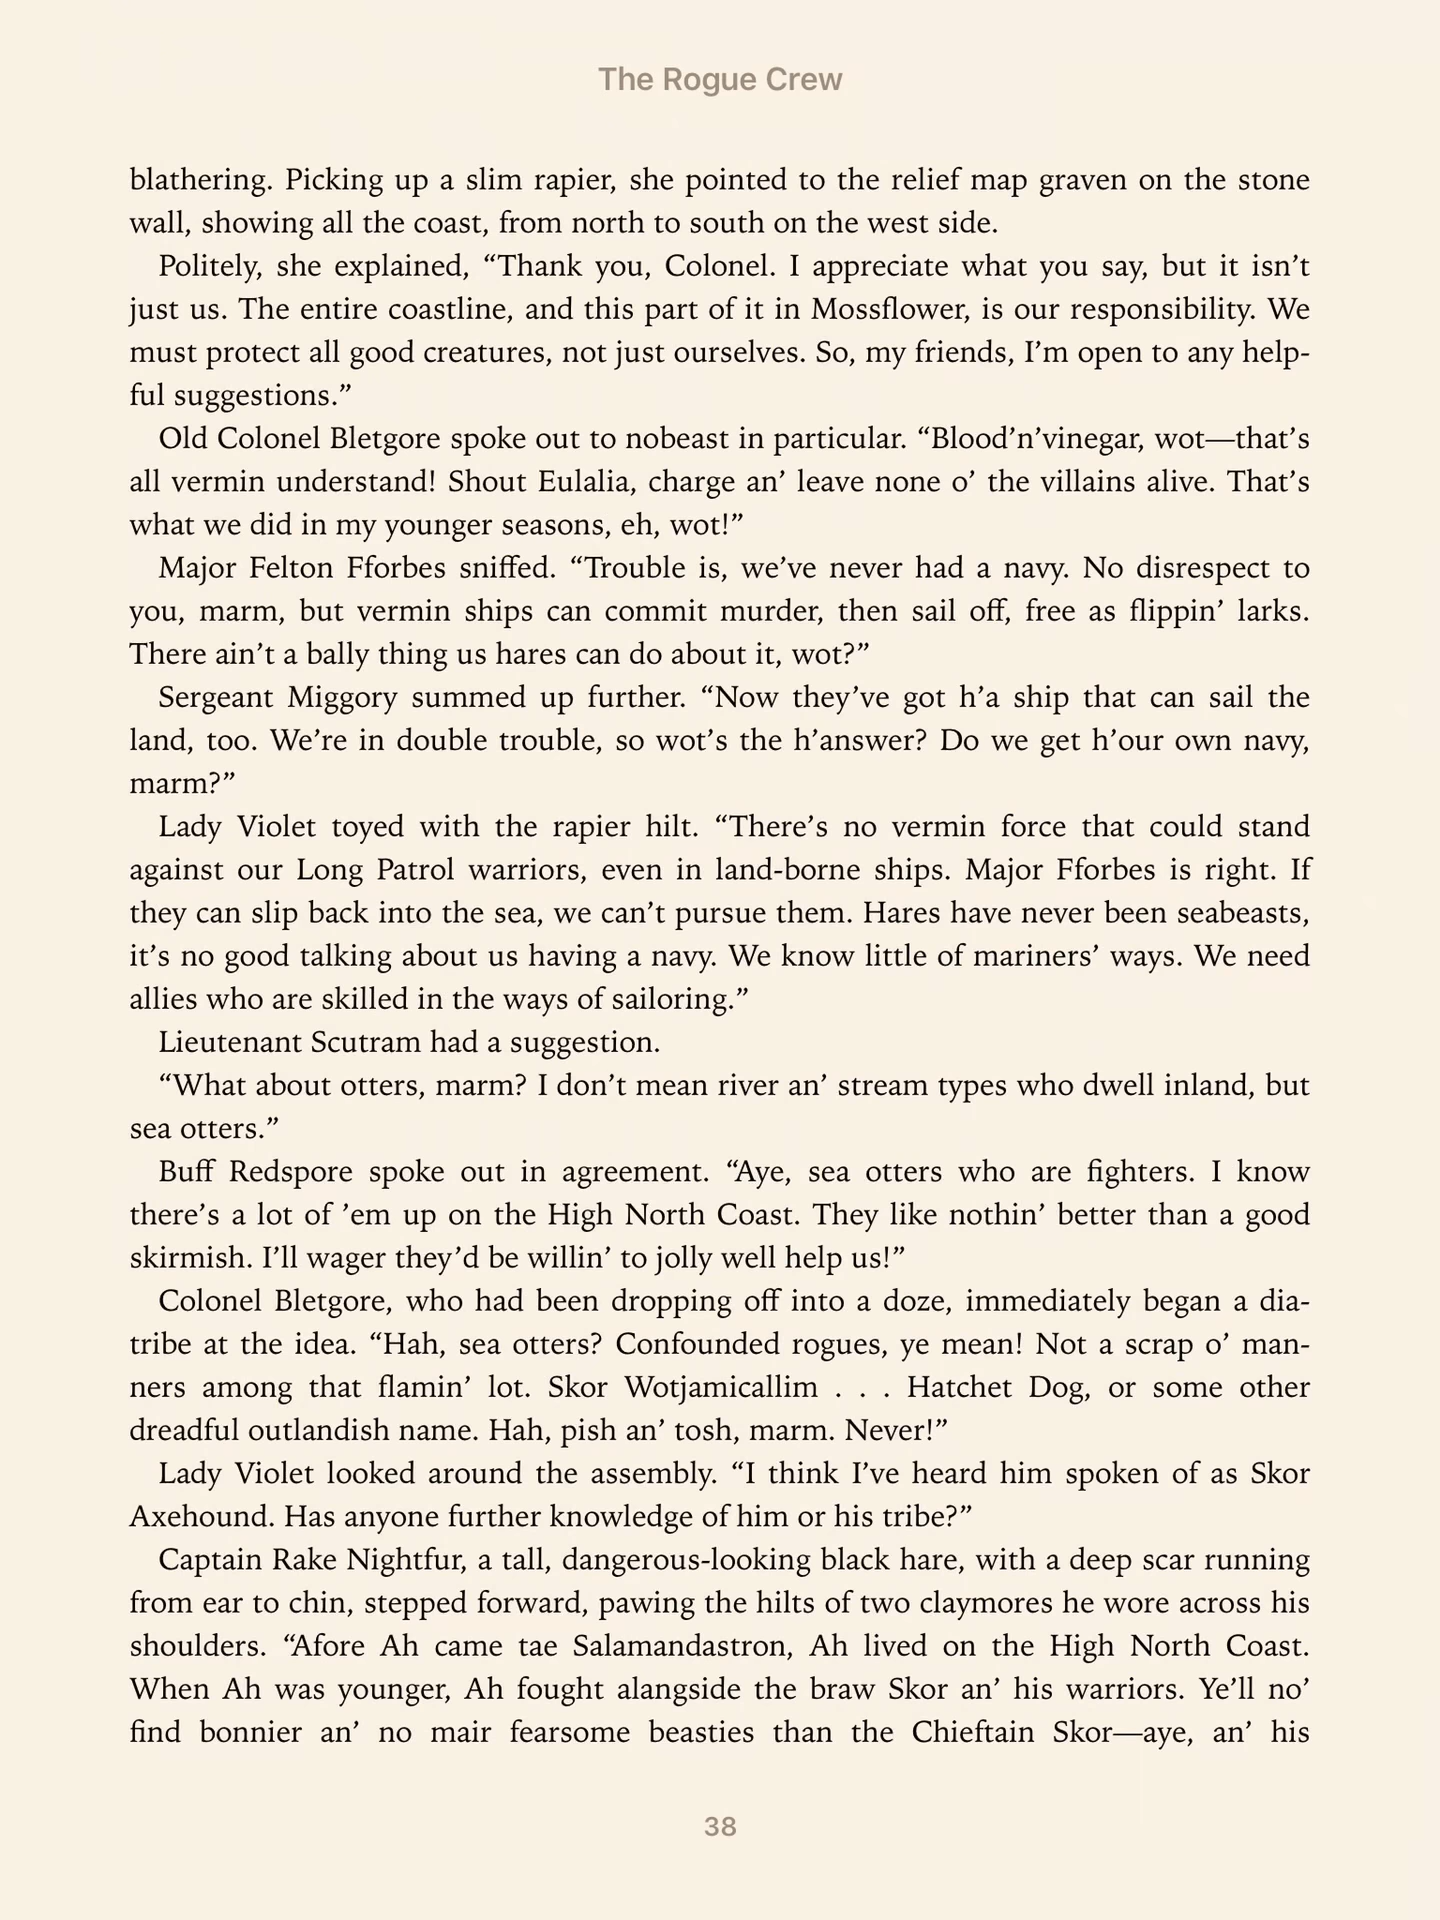 The Rogue Crew
blathering. Picking up a slim rapier, she pointed to the relief map graven on the stone
wall, showing all the coast, from north to south on the west side.
Politely, she explained, “Thank you, Colonel. I appreciate what you say, but it isn’t
just us. The entire coastline, and this part of it in Mossflower, is our responsibility. We
must protect all good creatures, not just ourselves. So, my friends, I’m open to any help-
ful suggestions.”
Old Colonel Bletgore spoke out to nobeast in particular. “Blood’n’vinegar, wot—that’s
all vermin understand! Shout Eulalia, charge an’ leave none o’ the villains alive. That’s
what we did in my younger seasons, eh, wot!”
Major Felton Fforbes sniffed. “Trouble is, we’ve never had a navy. No disrespect to
you, marm, but vermin ships can commit murder, then sail off, free as flippin’ larks.
There ain’t a bally thing us hares can do about it, wot?”
Sergeant Miggory summed up further. “Now they’ve got h’a ship that can sail the
land, too. We’re in double trouble, so wot’s the h’answer? Do we get h’our own navy,
marm?”
Lady Violet toyed with the rapier hilt. “There’s no vermin force that could stand
against our Long Patrol warriors, even in land-borne ships. Major Fforbes is right. If
they can slip back into the sea, we can’t pursue them. Hares have never been seabeasts,
it’s no good talking about us having a navy. We know little of mariners’ ways. We need
allies who are skilled in the ways of sailoring.”
Lieutenant Scutram had a suggestion.
“What about otters, marm? I don’t mean river an’ stream types who dwell inland, but
sea otters.”
Buff Redspore spoke out in agreement. “Aye, sea otters who are fighters. I know
there’s a lot of ’em up on the High North Coast. They like nothin’ better than a good
skirmish. I’ll wager they’d be willin’ to jolly well help us!”
Colonel Bletgore, who had been dropping off into a doze, immediately began a dia-
tribe at the idea. “Hah, sea otters? Confounded rogues, ye mean! Not a scrap o’ man-
ners among that flamin’ lot. Skor Wotjamicallim . . . Hatchet Dog, or some other
dreadful outlandish name. Hah, pish an’ tosh, marm. Never!”
Lady Violet looked around the assembly. “I think I’ve heard him spoken of as Skor
Axehound. Has anyone further knowledge of him or his tribe?”
Captain Rake Nightfur, a tall, dangerous-looking black hare, with a deep scar running
from ear to chin, stepped forward, pawing the hilts of two claymores he wore across his
shoulders. “Afore Ah came tae Salamandastron, Ah lived on the High North Coast.
When Ah was younger, Ah fought alongside the braw Skor an’ his warriors. Ye’ll no’
find bonnier an’ no mair fearsome beasties than the Chieftain Skor—aye, an’ his
38